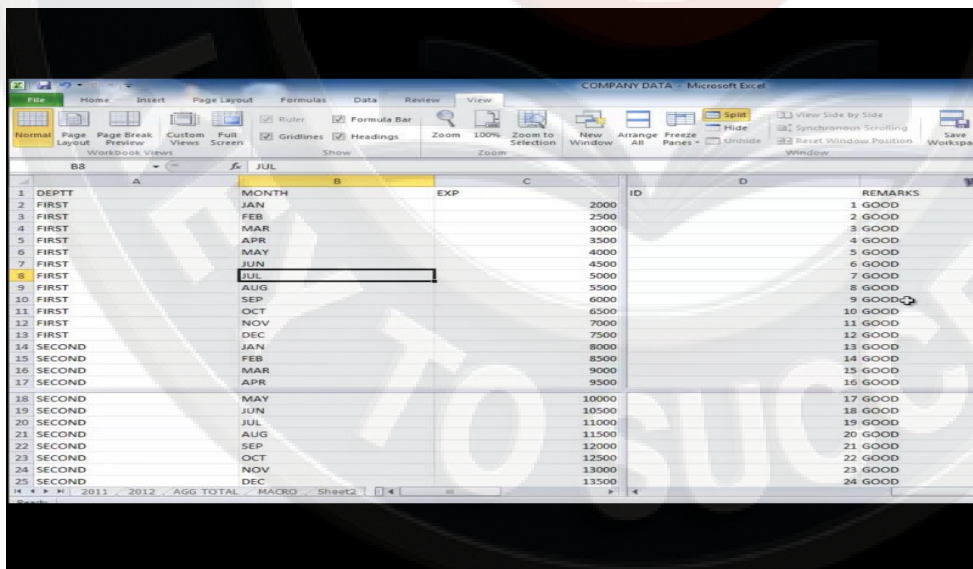 COMPANY DATA - Microsoft Excel
File Home Insert Page Layout Formulas Data Review View
Normal Page Layout Page Break Preview Custom Views Full Screen
Ruler Formula Bar
Gridlines Headings
Zoom 100% Zoom to Selection
New Window Arrange All Freeze Panes
Split
Hide
Unhide
View Side by Side
Synchronous Scrolling
Reset Window Position
Save
Workbook Views Show Zoom Window
B8 fx JUL
A B C D
1 DEPTT MONTH EXP ID REMARKS
2 FIRST JAN 2000 1 GOOD
3 FIRST FEB 2500 2 GOOD
4 FIRST MAR 3000 3 GOOD
5 FIRST APR 3500 4 GOOD
6 FIRST MAY 4000 5 GOOD
7 FIRST JUN 4500 6 GOOD
8 FIRST JUL 5000 7 GOOD
9 FIRST AUG 5500 8 GOOD
10 FIRST SEP 6000 9 GOOD
11 FIRST OCT 6500 10 GOOD
12 FIRST NOV 7000 11 GOOD
13 FIRST DEC 7500 12 GOOD
14 SECOND JAN 8000 13 GOOD
15 SECOND FEB 8500 14 GOOD
16 SECOND MAR 9000 15 GOOD
17 SECOND APR 9500 16 GOOD
18 SECOND MAY 10000 17 GOOD
19 SECOND JUN 10500 18 GOOD
20 SECOND JUL 11000 19 GOOD
21 SECOND AUG 11500 20 GOOD
22 SECOND SEP 12000 21 GOOD
23 SECOND OCT 12500 22 GOOD
24 SECOND NOV 13000 23 GOOD
25 SECOND DEC 13500 24 GOOD
2011 2012 AGG TOTAL MACRO Sheet2
TO SUCC